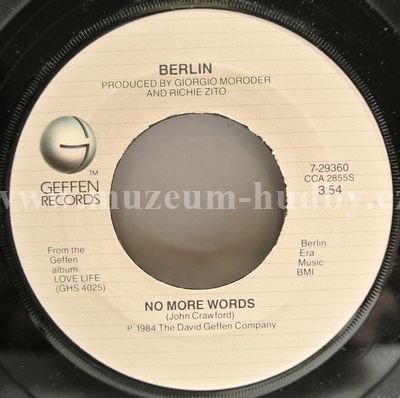 BERLIN
PRODUCED BY GIORGIO MORODER
AND RICHIE ZITO
TM
GEFFEN
RECORDS
7-29360
CCA 2855S
3:54
www.muzeum-hudby.cz
From the
Geffen
album
LOVE LIFE
(GHS 4025)
Berlin
Era
Music
BMI
NO MORE WORDS
(John Crawford)
℗ 1984 The David Geffen Company